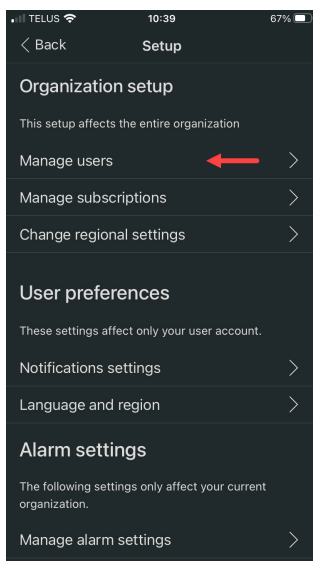 TELUS 10:39 67%
Back Setup
Organization setup
This setup affects the entire organization
Manage users
Manage subscriptions
Change regional settings
User preferences
These settings affect only your user account.
Notifications settings
Language and region
Alarm settings
The following settings only affect your current
organization.
Manage alarm settings